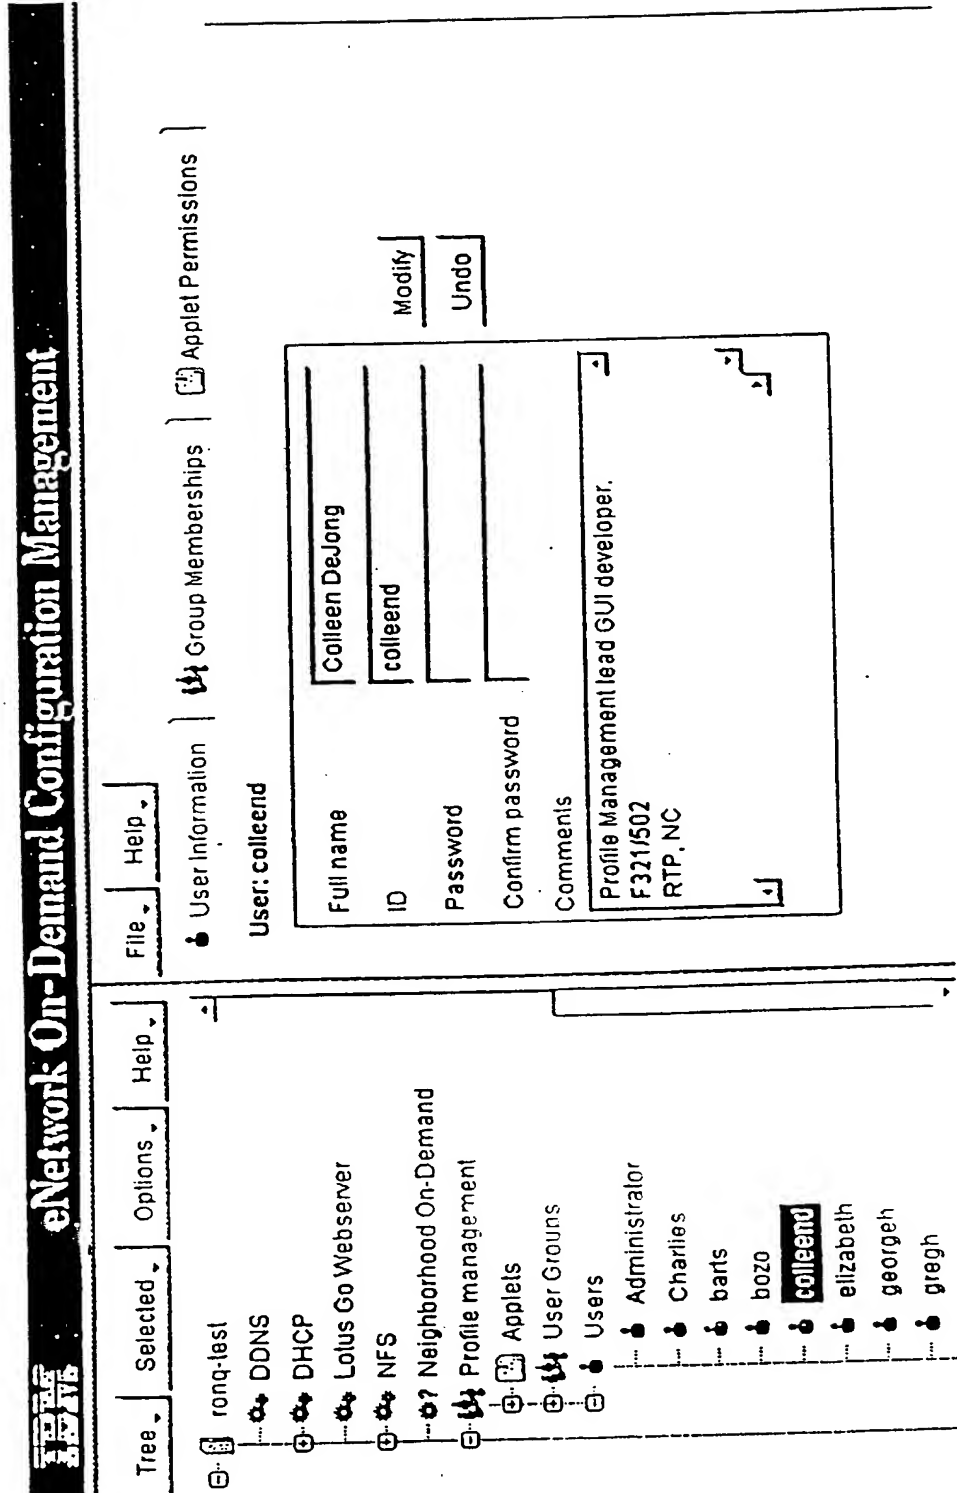 IBM eNetwork On-Demand Configuration Management
Tree Selected Options Help
ronq-test
DDNS
DHCP
Lotus Go Webserver
NFS
? Neighborhood On-Demand
Profile management
Applets
User Grouns
Users
Administrator
Charlies
barts
bozo
colleend
elizabeth
georgeh
gregh
File Help
User Information Group Memberships Applet Permissions
User: colleend
Full name Colleen DeJong
ID colleend
Modify
Password
Undo
Confirm password
Comments
Profile Management lead GUI developer.
F321/502
RTP, NC